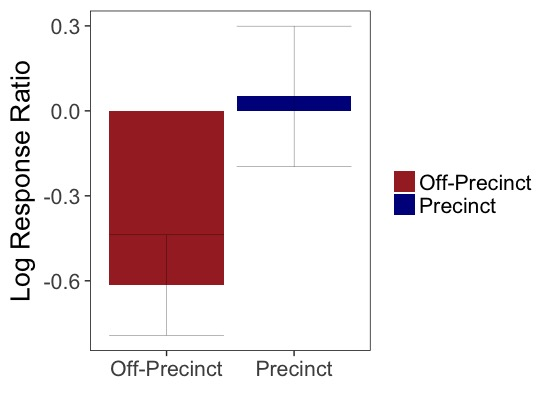 Log Response Ratio
0.3
0.0
-0.3
-0.6
Off-Precinct
Precinct
Off-Precinct
Precinct